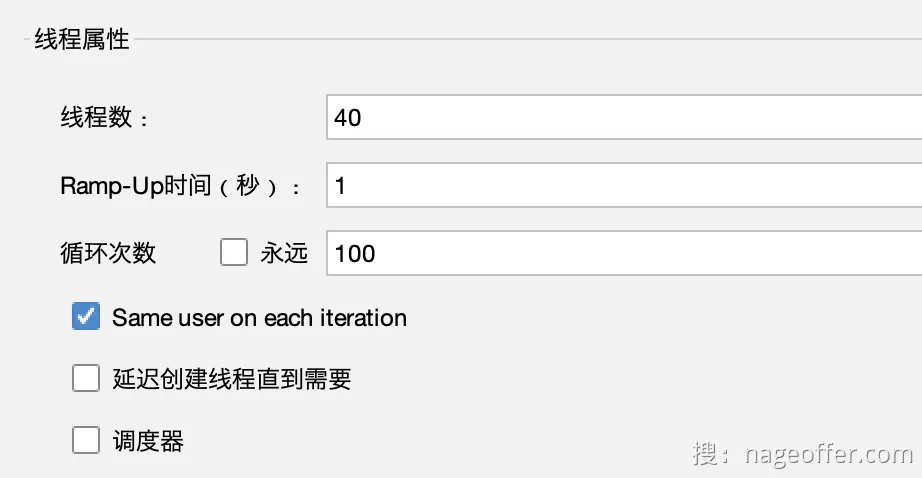 线程属性
线程数： 40
Ramp-Up时间（秒）： 1
循环次数 永远 100
Same user on each iteration
延迟创建线程直到需要
调度器
搜：nageoffer.com